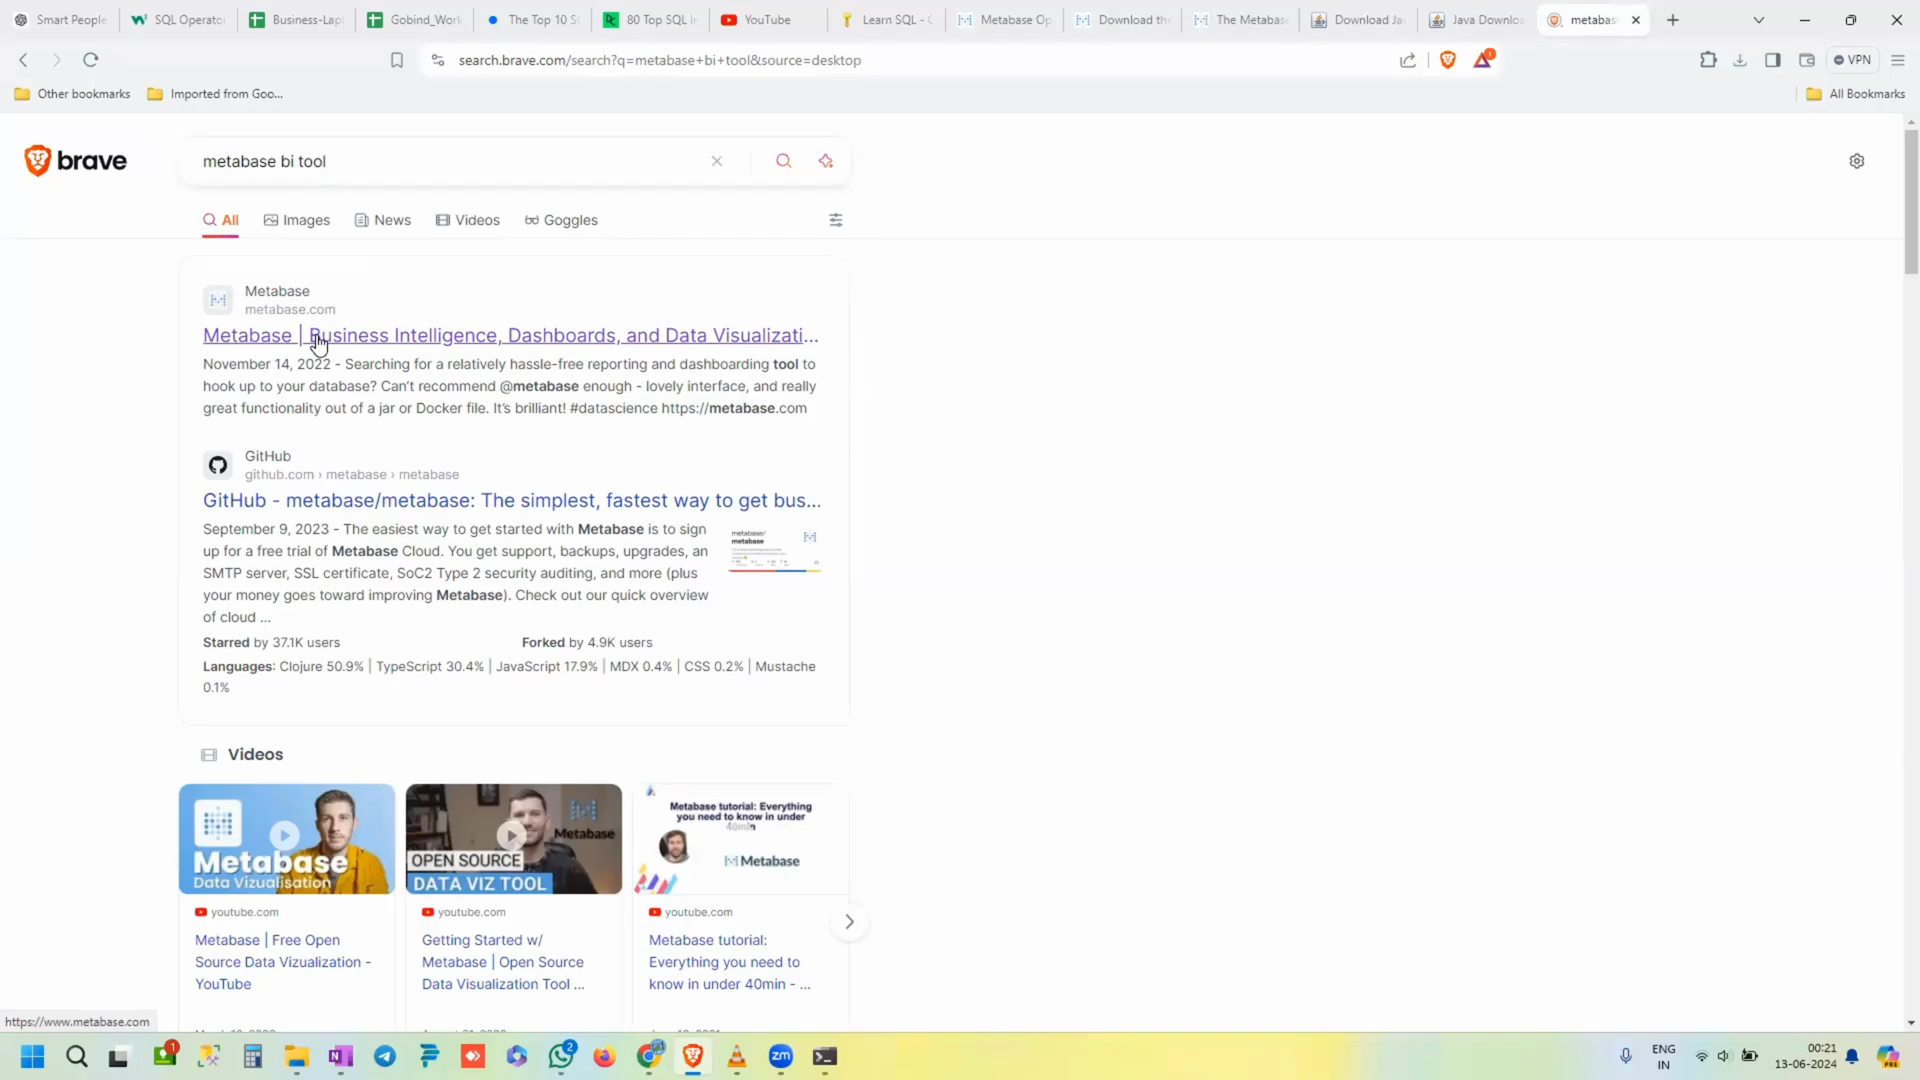 Smart People
SQL Operato
Business-Lap
Gobind_Work
The Top 10 S
80 Top SQL In
YouTube
Learn SQL - C
Metabase Op
Download the
The Metabas
Download Ja
Java Downloa
metabas
search.brave.com/search?q=metabase+bi+tool&source=desktop
1
VPN
Other bookmarks
Imported from Goo...
All Bookmarks
brave
metabase bi tool
All
Images
News
Videos
Goggles
Metabase
metabase.com
Metabase | Business Intelligence, Dashboards, and Data Visualizati...
November 14, 2022 - Searching for a relatively hassle-free reporting and dashboarding tool to
hook up to your database? Can't recommend @metabase enough - lovely interface, and really
great functionality out of a jar or Docker file. It's brilliant! #datascience https://metabase.com
GitHub
github.com › metabase › metabase
GitHub - metabase/metabase: The simplest, fastest way to get bus...
September 9, 2023 - The easiest way to get started with Metabase is to sign
up for a free trial of Metabase Cloud. You get support, backups, upgrades, an
SMTP server, SSL certificate, SoC2 Type 2 security auditing, and more (plus
your money goes toward improving Metabase). Check out our quick overview
of cloud ...
metabase/
metabase
Starred by 37.1K users
Forked by 4.9K users
Languages: Clojure 50.9% | TypeScript 30.4% | JavaScript 17.9% | MDX 0.4% | CSS 0.2% | Mustache
0.1%
Videos
Metabase
Data Vizualisation
Metabase
OPEN SOURCE
DATA VIZ TOOL
Metabase tutorial: Everything
you need to know in under
40min
Metabase
youtube.com
youtube.com
youtube.com
Metabase | Free Open
Source Data Vizualization -
YouTube
Getting Started w/
Metabase | Open Source
Data Visualization Tool ...
Metabase tutorial:
Everything you need to
know in under 40min - ...
https://www.metabase.com
1
2
zm
ENG
IN
00:21
13-06-2024
PRE